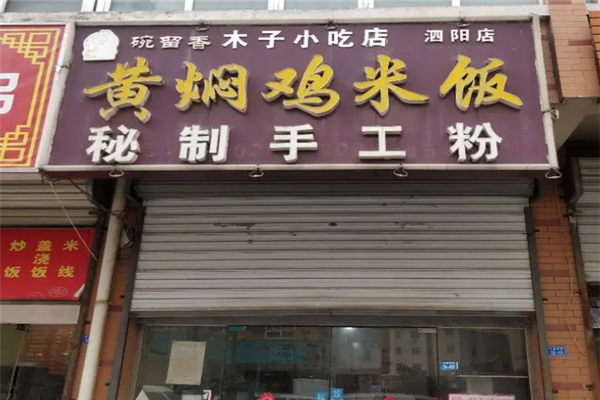 碗留香 木子小吃店 泗阳店
黄焖鸡米饭
秘制手工粉
炒盖米
浇
饭饭线